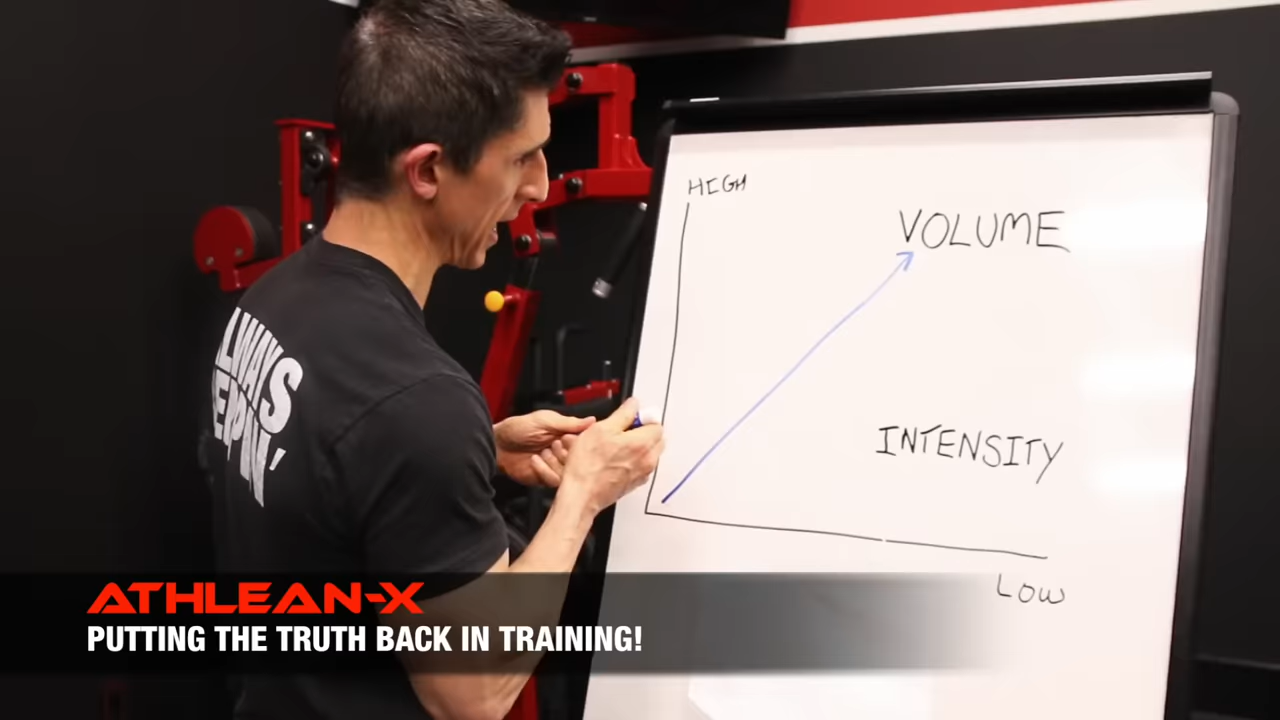 HIGH
VOLUME
INTENSITY
LOW
ALWAYS
ATHLEAN-X
PUTTING THE TRUTH BACK IN TRAINING!